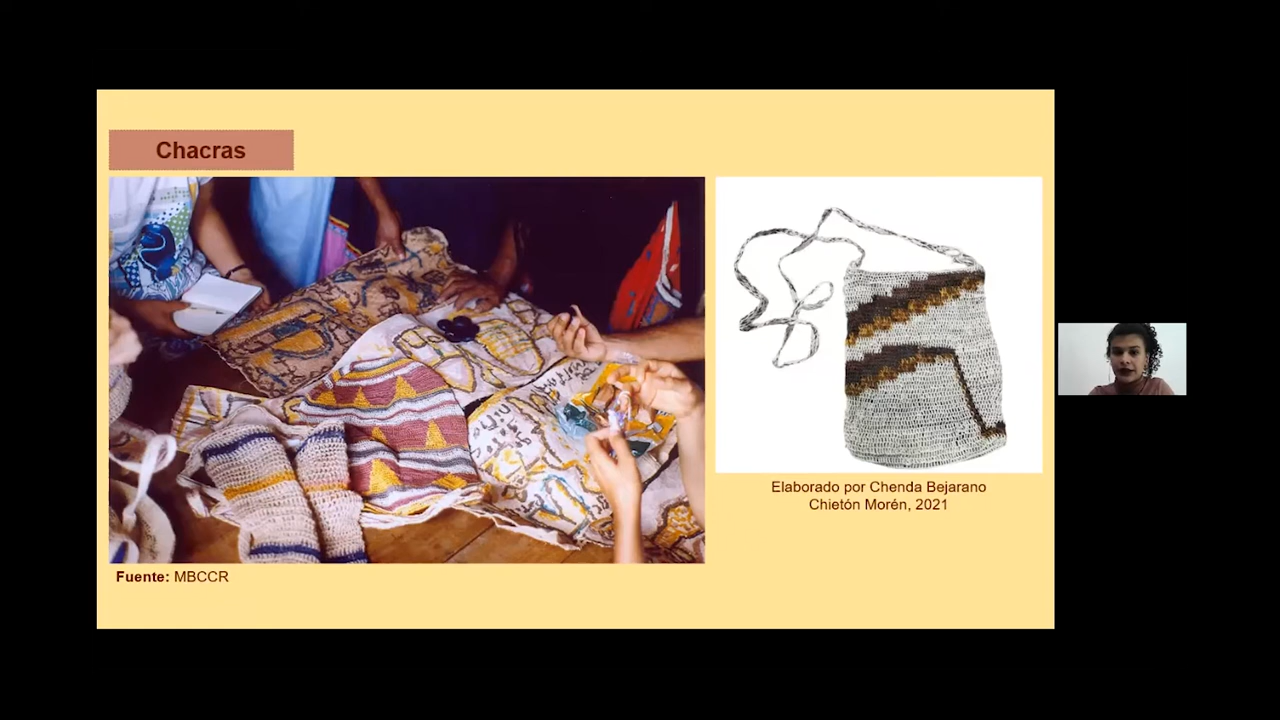 Chacras
Elaborado por Chenda Bejarano
Chietón Morén, 2021
Fuente: MBCCR